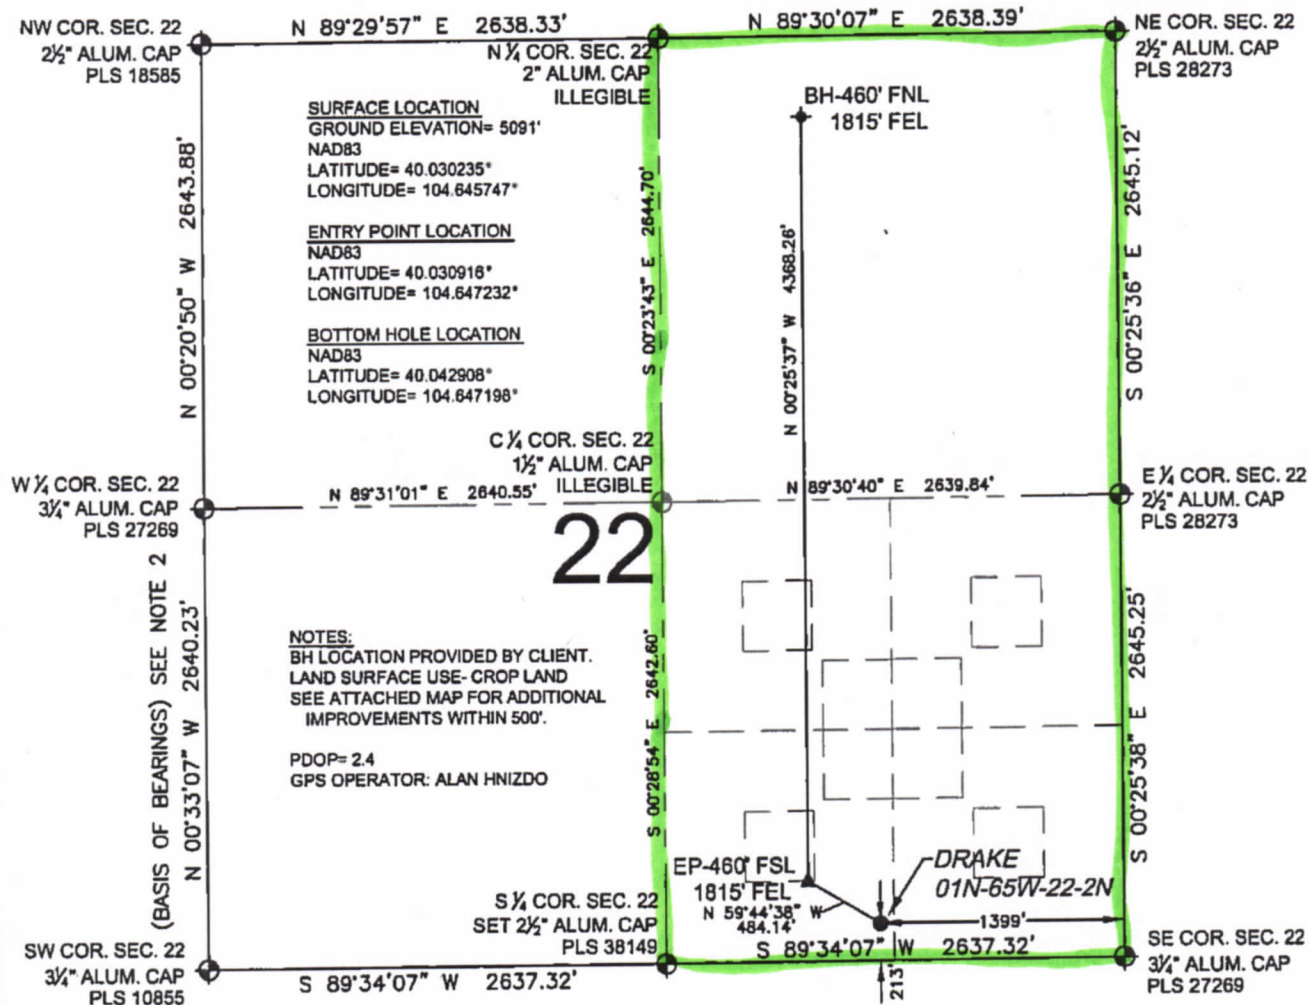 NW COR. SEC. 22
2½" ALUM. CAP
PLS 18585
N 89°29'57" E 2638.33'
N ¼ COR. SEC. 22
2" ALUM. CAP
ILLEGIBLE
N 89°30'07" E 2638.39'
NE COR. SEC. 22
2½" ALUM. CAP
PLS 28273
SURFACE LOCATION
GROUND ELEVATION= 5091'
NAD83
LATITUDE= 40.030235°
LONGITUDE= 104.645747°
ENTRY POINT LOCATION
NAD83
LATITUDE= 40.030916°
LONGITUDE= 104.647232°
BOTTOM HOLE LOCATION
NAD83
LATITUDE= 40.042908°
LONGITUDE= 104.647198°
BH-460' FNL
1815' FEL
N 00°20'50" W 2643.88'
S 00°23'43" E 2644.70'
N 00°25'37" W 4368.26'
S 00°25'36" E 2645.12'
C ¼ COR. SEC. 22
1½" ALUM. CAP
ILLEGIBLE
W ¼ COR. SEC. 22
3¼" ALUM. CAP
PLS 27269
N 89°31'01" E 2640.55'
N 89°30'40" E 2639.84'
E ¼ COR. SEC. 22
2½" ALUM. CAP
PLS 28273
22
NOTES:
BH LOCATION PROVIDED BY CLIENT.
LAND SURFACE USE- CROP LAND
SEE ATTACHED MAP FOR ADDITIONAL
IMPROVEMENTS WITHIN 500'.
PDOP= 2.4
GPS OPERATOR: ALAN HNIZDO
(BASIS OF BEARINGS) SEE NOTE 2
N 00°33'07" W 2640.23'
S 00°28'54" E 2642.60'
S 00°25'38" E 2645.25'
EP-460' FSL
1815' FEL
N 59°44'38" W
484.14'
DRAKE
01N-65W-22-2N
1399'
S ¼ COR. SEC. 22
SET 2½" ALUM. CAP
PLS 38149
SW COR. SEC. 22
3¼" ALUM. CAP
PLS 10855
S 89°34'07" W 2637.32'
S 89°34'07" W 2637.32'
213'
SE COR. SEC. 22
3¼" ALUM. CAP
PLS 27269